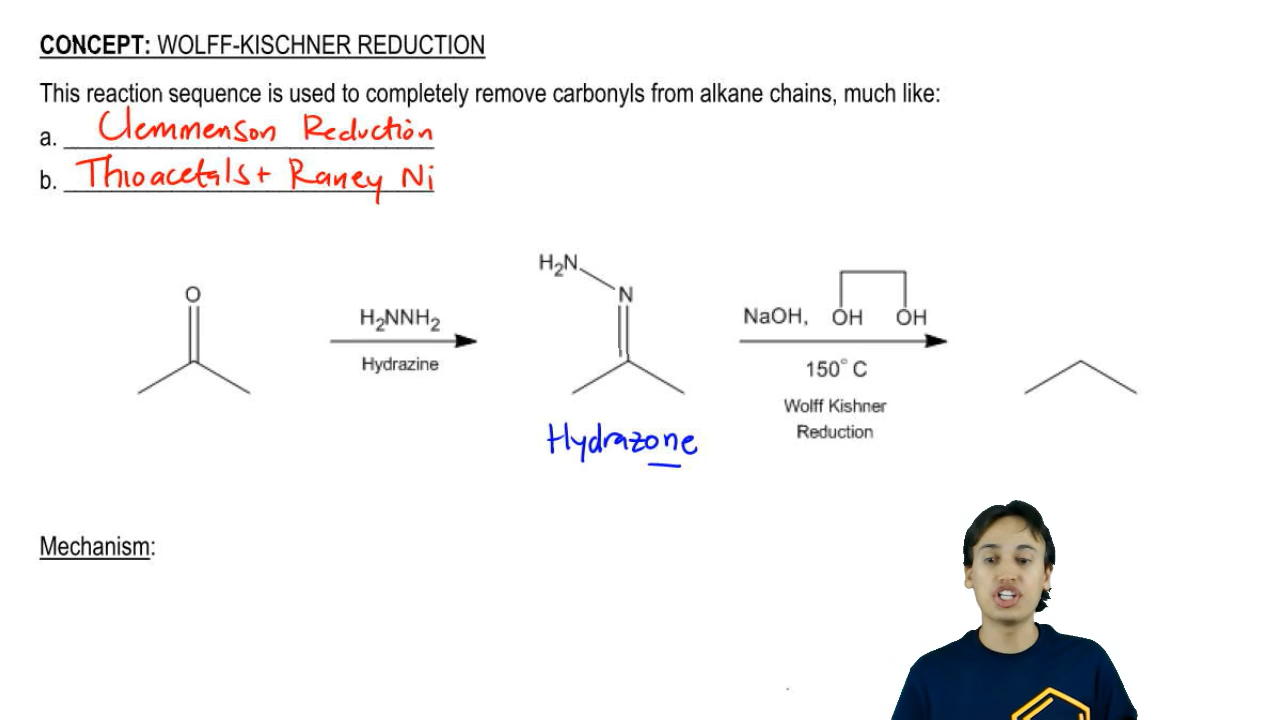 CONCEPT: WOLFF-KISCHNER REDUCTION
This reaction sequence is used to completely remove carbonyls from alkane chains, much like:
a. Clemmenson Reduction
b. Thioacetals + Raney Ni
H₂N
O
N
H₂NNH₂
Hydrazine
NaOH, OH OH
150° C
Wolff Kishner
Reduction
Hydrazone
Mechanism: